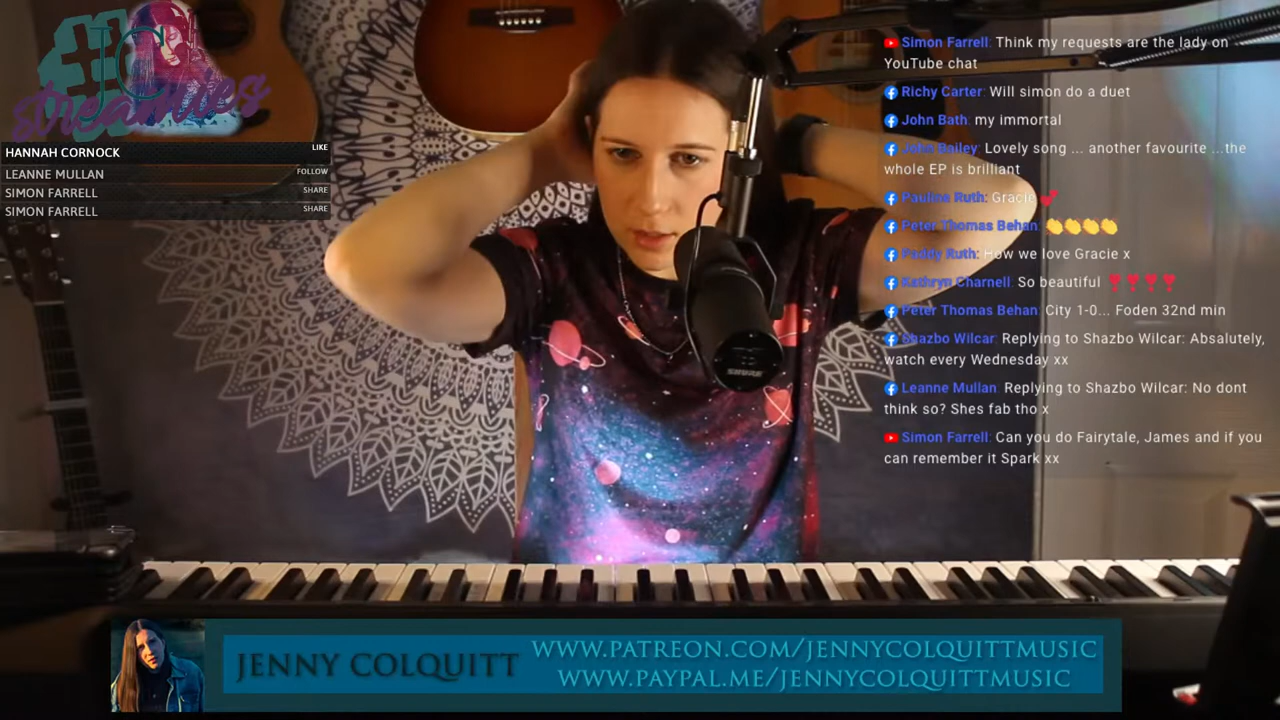 #JC
streamies
HANNAH CORNOCK LIKE
LEANNE MULLAN FOLLOW
SIMON FARRELL SHARE
SIMON FARRELL SHARE
Simon Farrell: Think my requests are the lady on
YouTube chat
Richy Carter: Will simon do a duet
John Bath: my immortal
John Bailey: Lovely song ... another favourite ...the
whole EP is brilliant
Pauline Ruth: Gracie 💕
Peter Thomas Behan: 👏👏👏👏
Paddy Ruth: How we love Gracie x
Kathryn Charnell: So beautiful ❣❣❣❣
Peter Thomas Behan: City 1-0... Foden 32nd min
Shazbo Wilcar: Replying to Shazbo Wilcar: Absalutely,
watch every Wednesday xx
Leanne Mullan: Replying to Shazbo Wilcar: No dont
think so? Shes fab tho x
Simon Farrell: Can you do Fairytale, James and if you
can remember it Spark xx
SHURE
JENNY COLQUITT
WWW.PATREON.COM/JENNYCOLQUITTMUSIC
WWW.PAYPAL.ME/JENNYCOLQUITTMUSIC